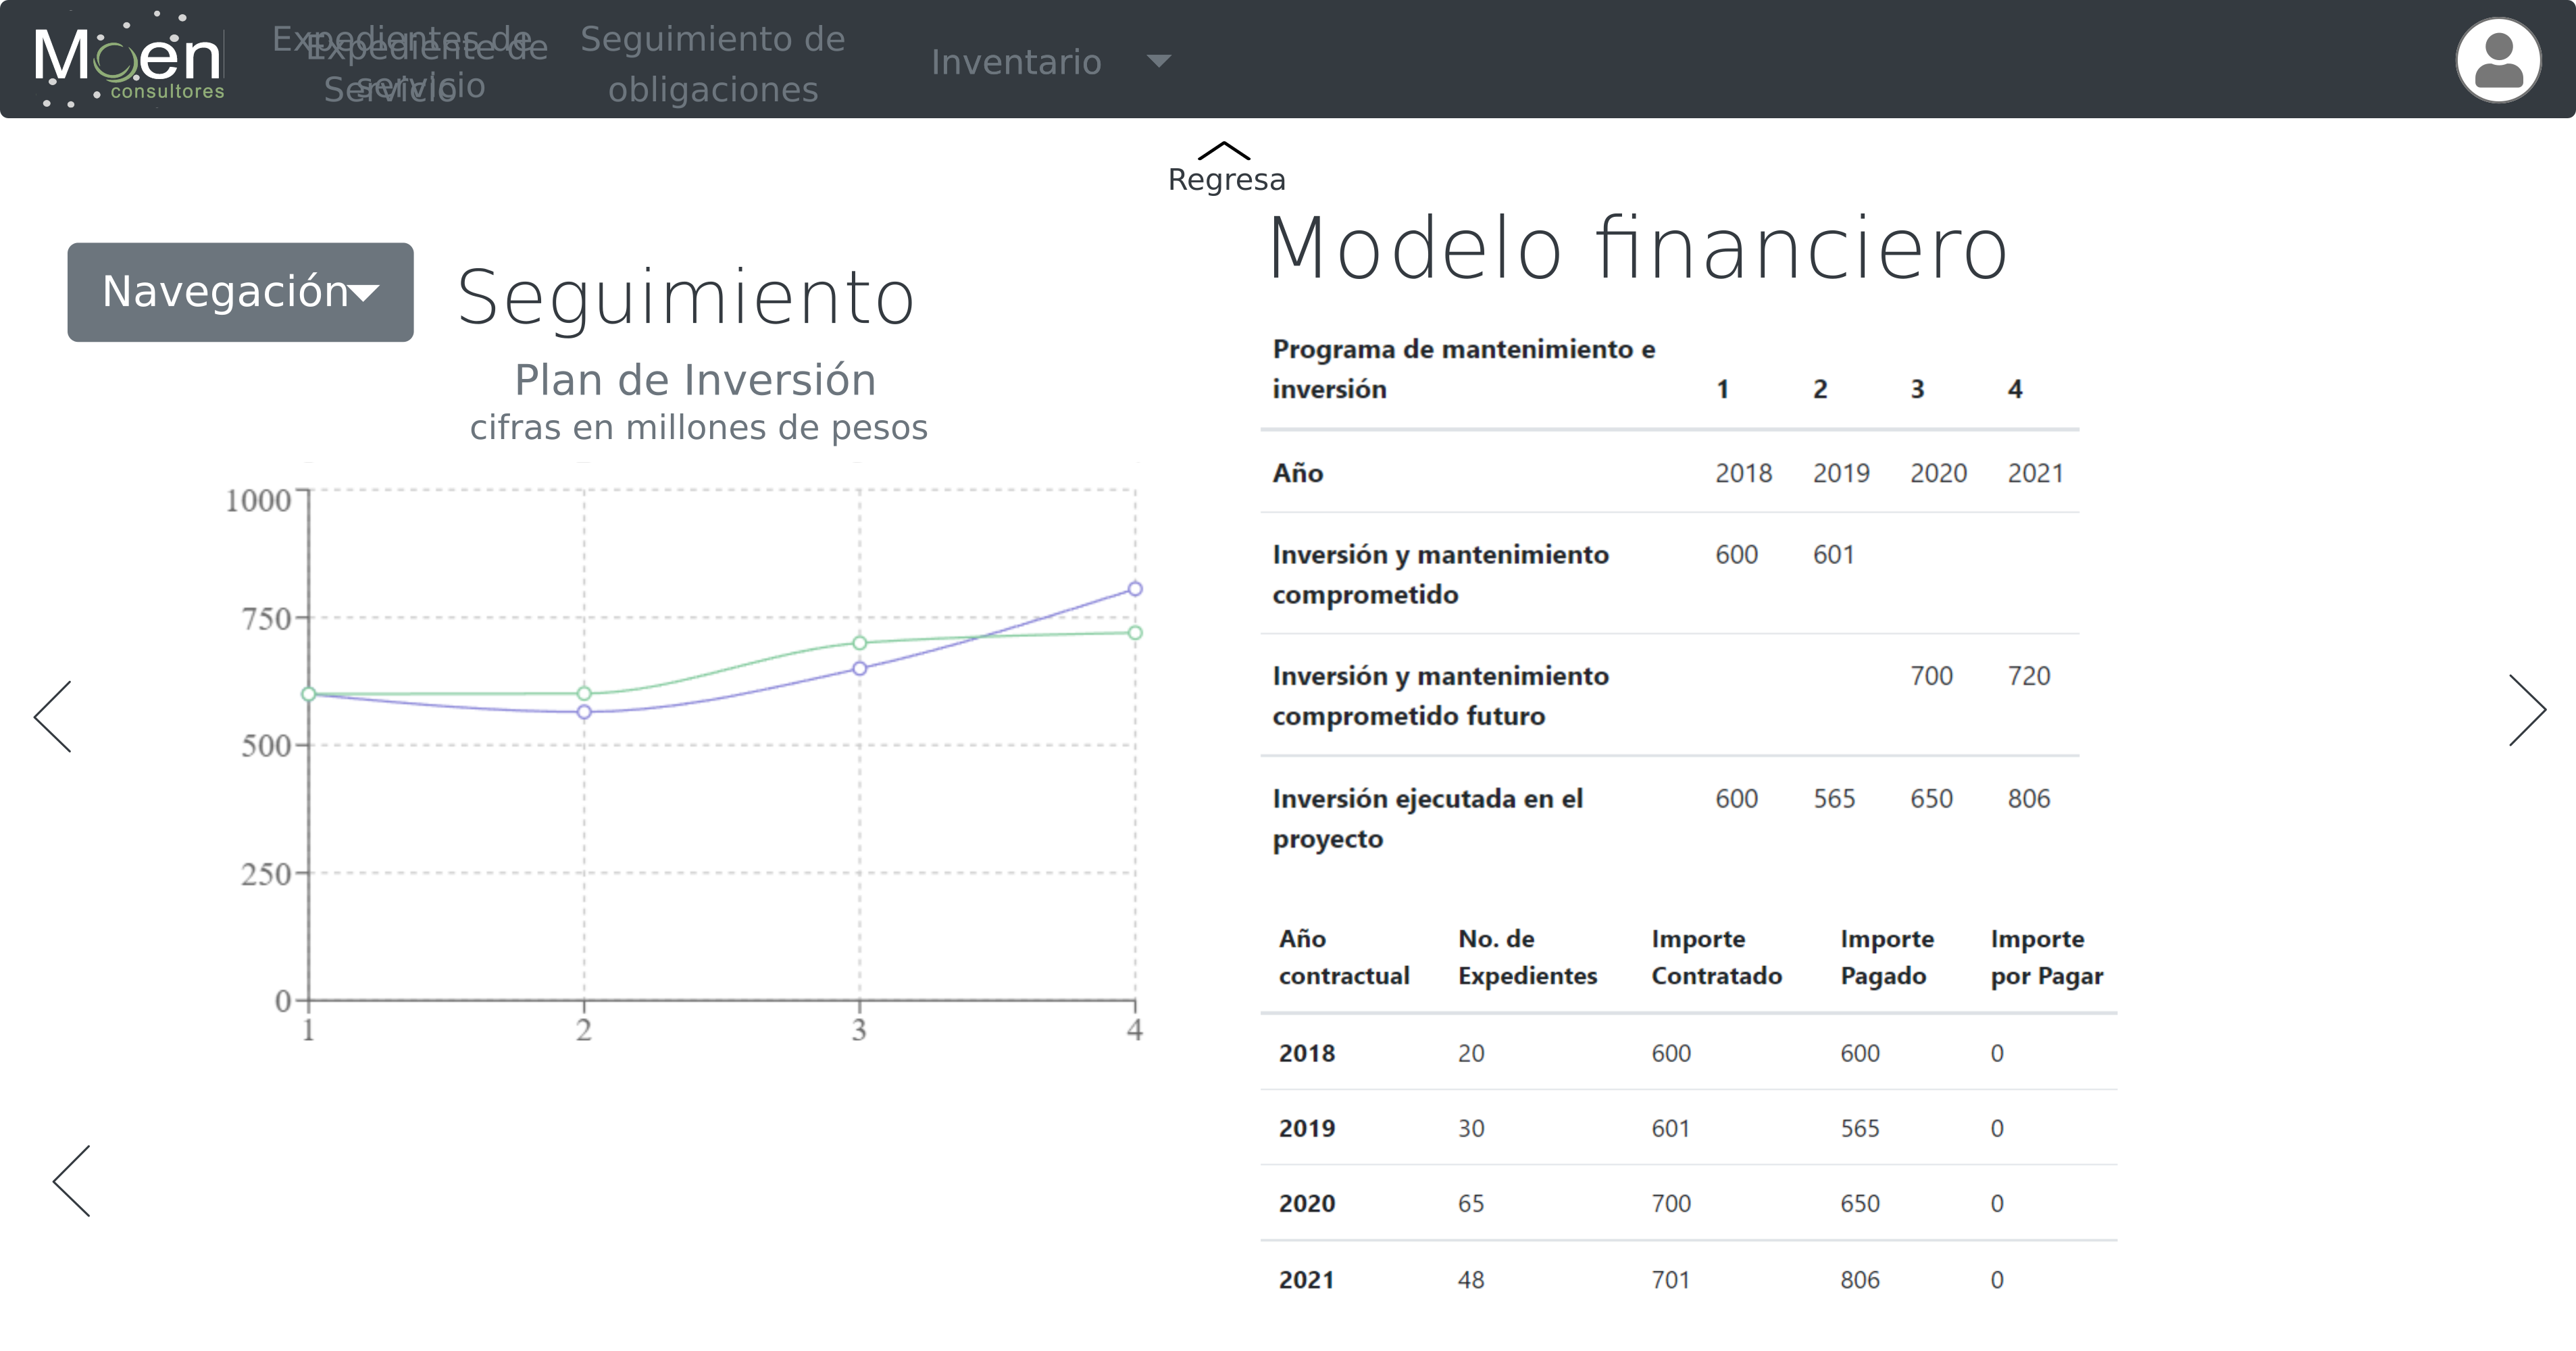 Moen
consultores
Expedientes de
Servicio
Expediente de
servicio
Seguimiento de
obligaciones
Inventario
Regresa
Navegación
Seguimiento
Plan de Inversión
cifras en millones de pesos
1000
750
500
250
0
1 2 3 4
Modelo financiero
Programa de mantenimiento e
inversión 1 2 3 4
Año 2018 2019 2020 2021
Inversión y mantenimiento 600 601
comprometido
Inversión y mantenimiento 700 720
comprometido futuro
Inversión ejecutada en el 600 565 650 806
proyecto
Año No. de Importe Importe Importe
contractual Expedientes Contratado Pagado por Pagar
2018 20 600 600 0
2019 30 601 565 0
2020 65 700 650 0
2021 48 701 806 0